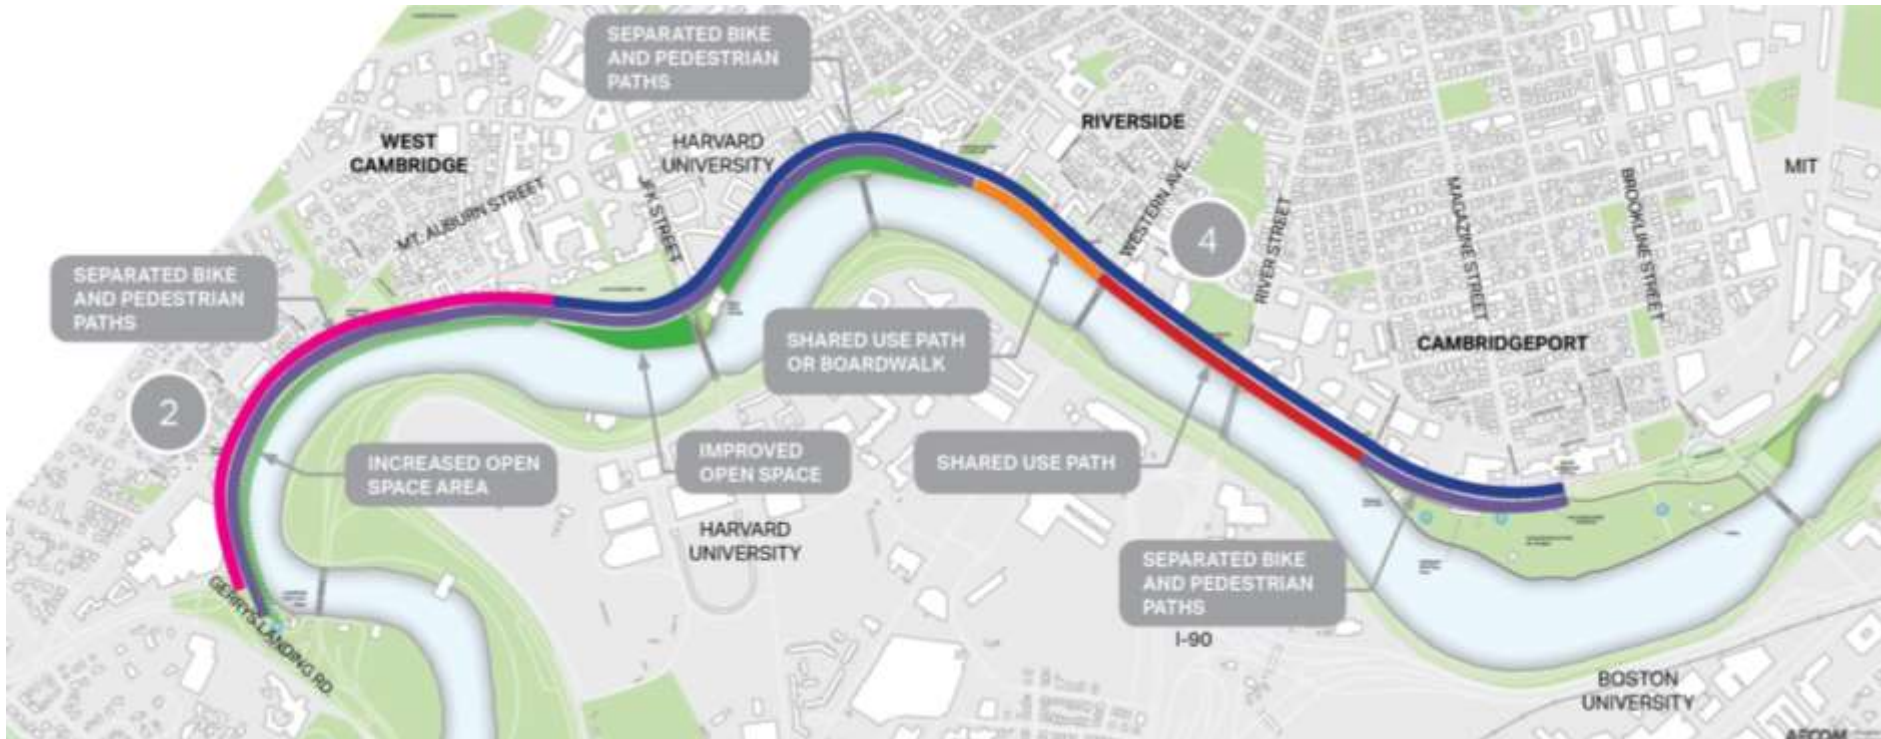 SEPARATED BIKE
AND PEDESTRIAN
PATHS
WEST
CAMBRIDGE
HARVARD
UNIVERSITY
RIVERSIDE
MIT
MT. AUBURN STREET
JFK STREET
WESTERN AVE
4
RIVER STREET
MAGAZINE STREET
BROOKLINE STREET
SEPARATED BIKE
AND PEDESTRIAN
PATHS
SHARED USE PATH
OR BOARDWALK
CAMBRIDGEPORT
2
INCREASED OPEN
SPACE AREA
IMPROVED
OPEN SPACE
SHARED USE PATH
HARVARD
UNIVERSITY
SEPARATED BIKE
AND PEDESTRIAN
PATHS
I-90
GERRYS LANDING RD.
BOSTON
UNIVERSITY
AECOM